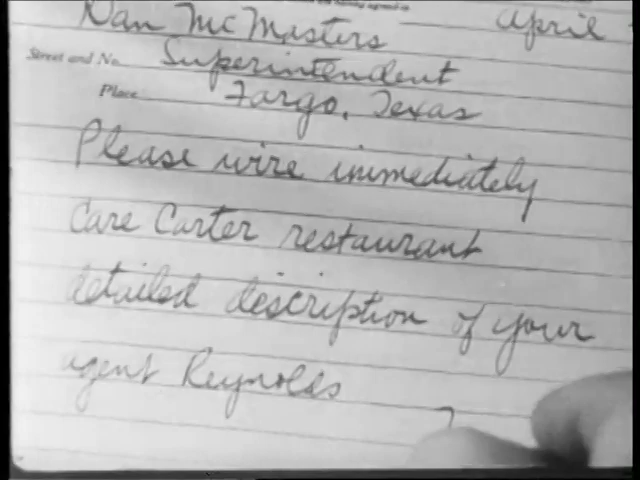 Dan McMasters April
Street and No. Superintendent
Place Fargo, Texas
Please wire immediately
Care Carter restaurant
detailed description of your
agent Reynolds